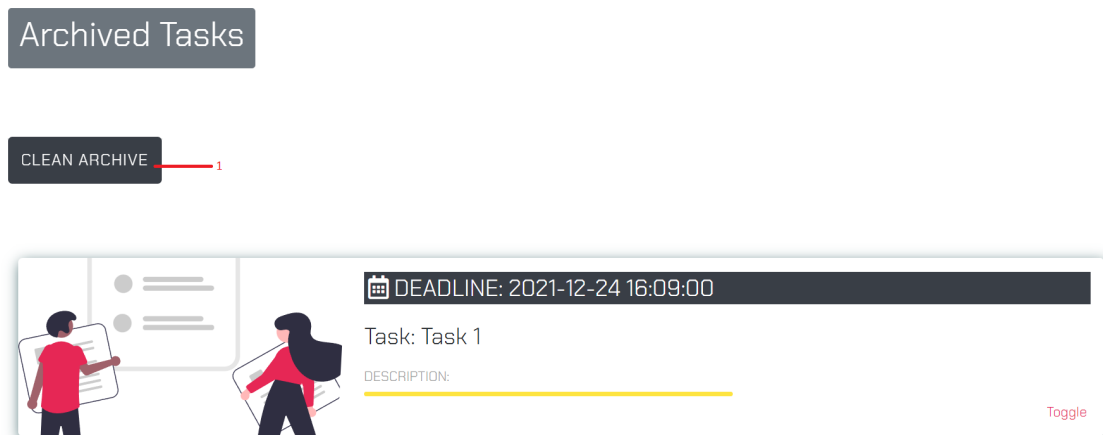 Archived Tasks
CLEAN ARCHIVE
1
DEADLINE: 2021-12-24 16:09:00
Task: Task 1
DESCRIPTION:
Toggle